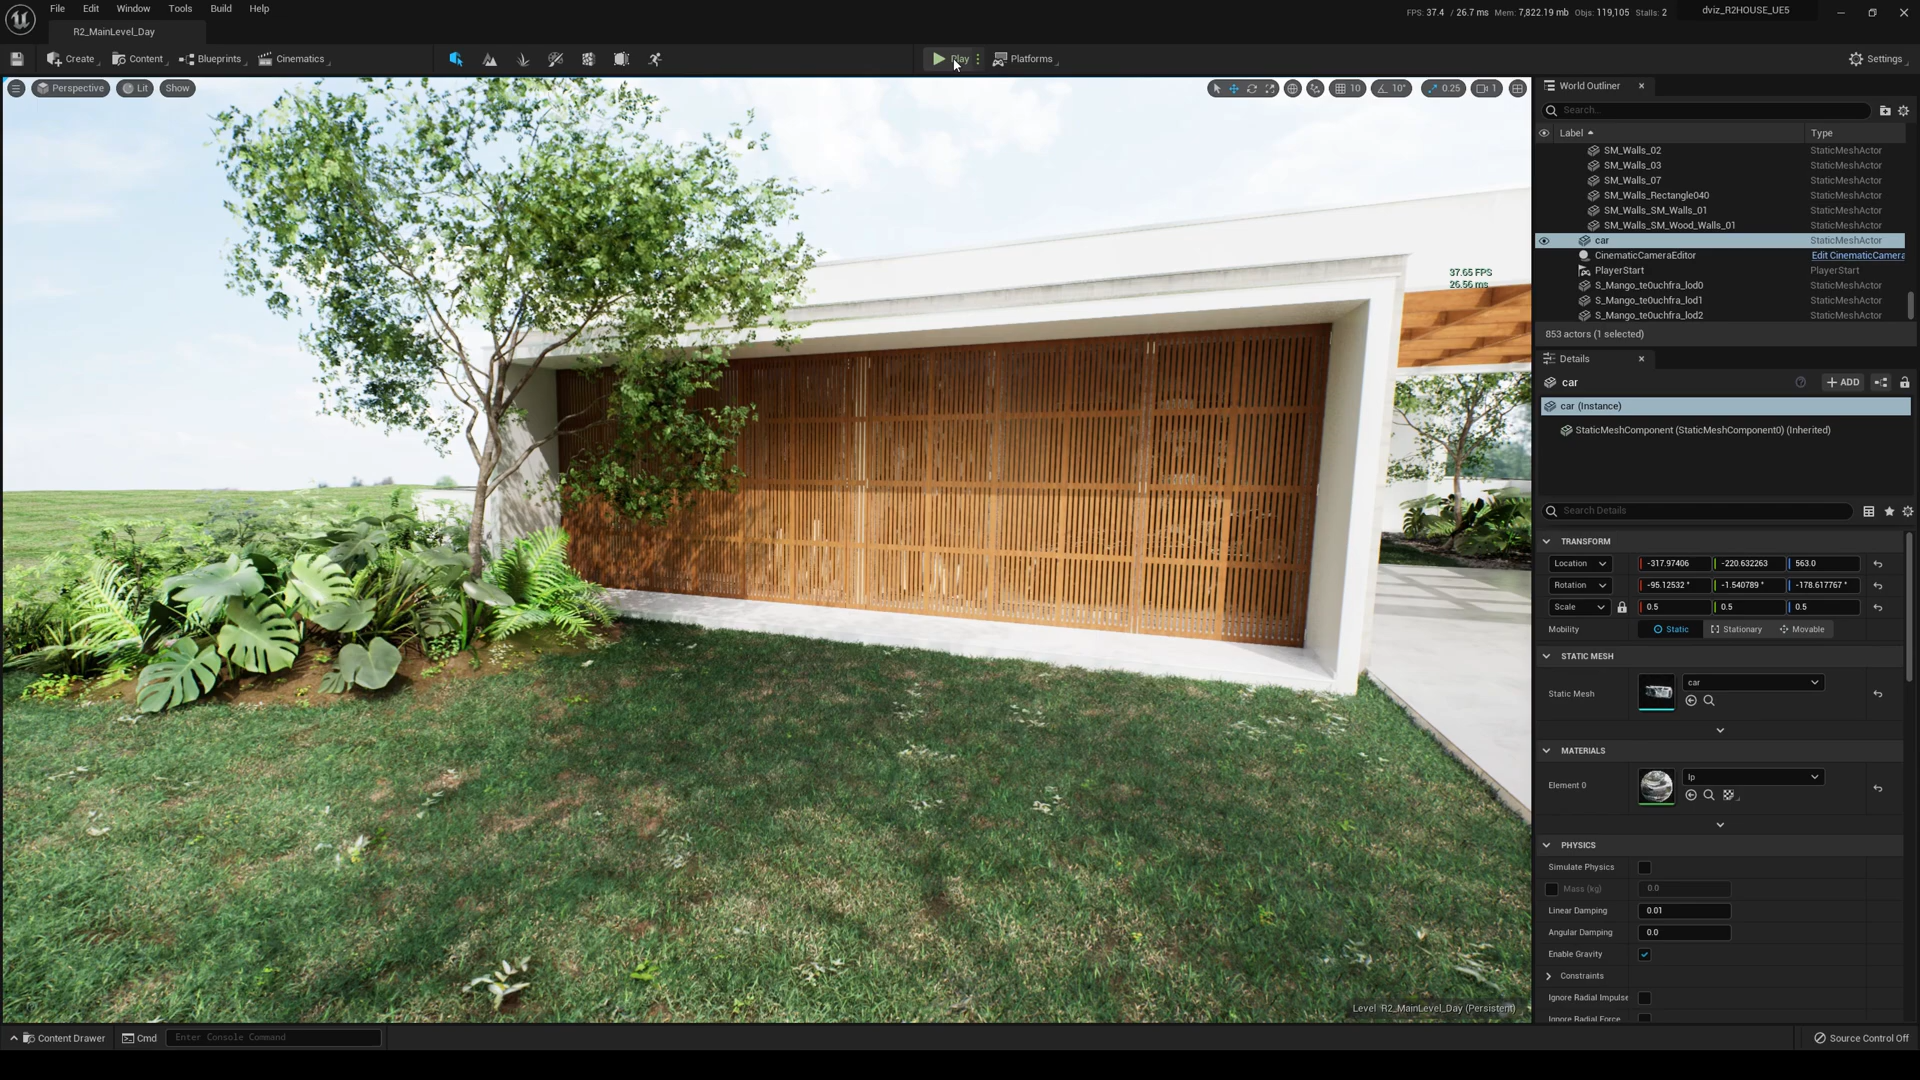 File Edit Window Tools Build Help
FPS: 37.4 / 26.7 ms Mem: 7,822.19 mb Objs: 119,105 Stalls: 2
dviz_R2HOUSE_UE5
R2_MainLevel_Day
Create Content Blueprints Cinematics Play Platforms Settings
Perspective Lit Show 10 10° 0.25 1
World Outliner
Search...
Label Type
SM_Walls_02 StaticMeshActor
SM_Walls_03 StaticMeshActor
SM_Walls_07 StaticMeshActor
SM_Walls_Rectangle040 StaticMeshActor
SM_Walls_SM_Walls_01 StaticMeshActor
SM_Walls_SM_Wood_Walls_01 StaticMeshActor
car StaticMeshActor
CinematicCameraEditor Edit CinematicCamera
PlayerStart PlayerStart
S_Mango_te0uchfra_lod0 StaticMeshActor
S_Mango_te0uchfra_lod1 StaticMeshActor
S_Mango_te0uchfra_lod2 StaticMeshActor
853 actors (1 selected)
37.65 FPS
26.56 ms
Details
car ADD
car (Instance)
StaticMeshComponent (StaticMeshComponent0) (Inherited)
Search Details
TRANSFORM
Location -317.97406 -220.632263 563.0
Rotation -95.12532 ° -1.540789 ° -178.617767 °
Scale 0.5 0.5 0.5
Mobility Static Stationary Movable
STATIC MESH
Static Mesh car
MATERIALS
Element 0 lp
PHYSICS
Simulate Physics
Mass (kg) 0.0
Linear Damping 0.01
Angular Damping 0.0
Enable Gravity
Constraints
Ignore Radial Impulse
Ignore Radial Force
Level: R2_MainLevel_Day (Persistent)
Content Drawer Cmd Enter Console Command Source Control Off